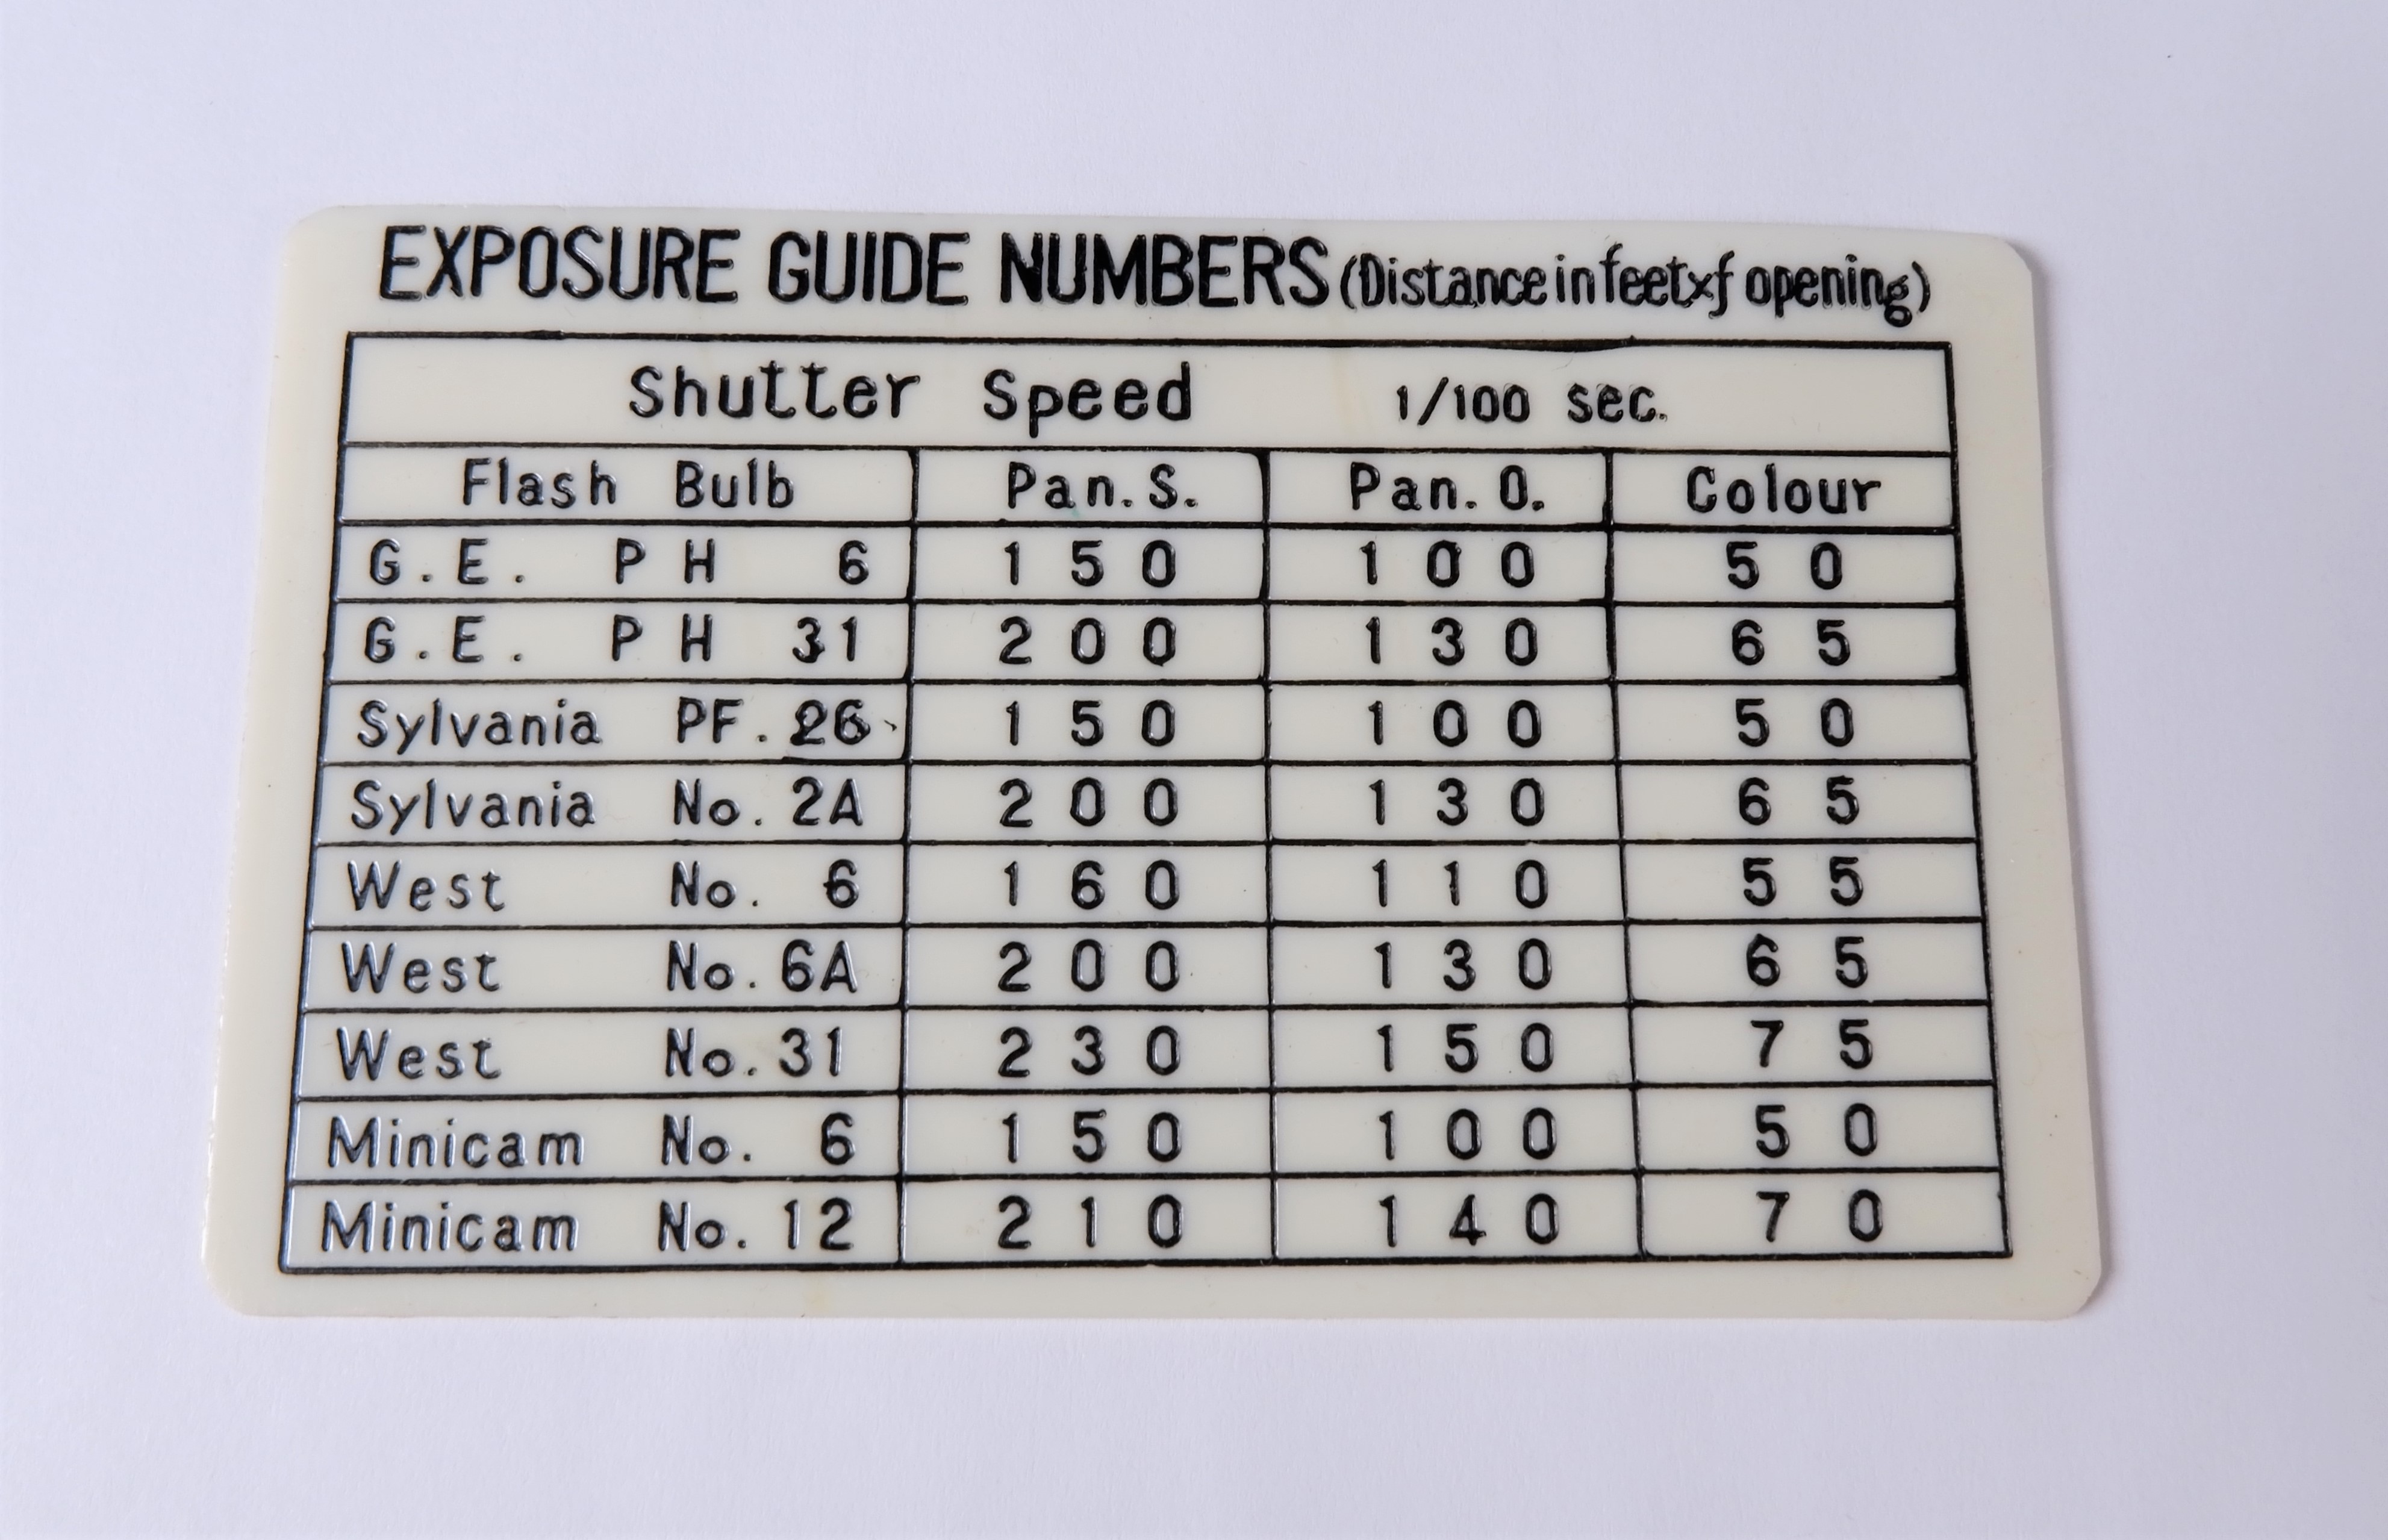 EXPOSURE GUIDE NUMBERS (Distance in feet×f opening)
Shutter Speed 1/100 sec.
Flash Bulb Pan. S. Pan. O. Colour
G.E. PH 6 150 100 50
G.E. PH 31 200 130 65
Sylvania PF. 26 150 100 50
Sylvania No. 2A 200 130 65
West No. 6 160 110 55
West No. 6A 200 130 65
West No. 31 230 150 75
Minicam No. 6 150 100 50
Minicam No. 12 210 140 70